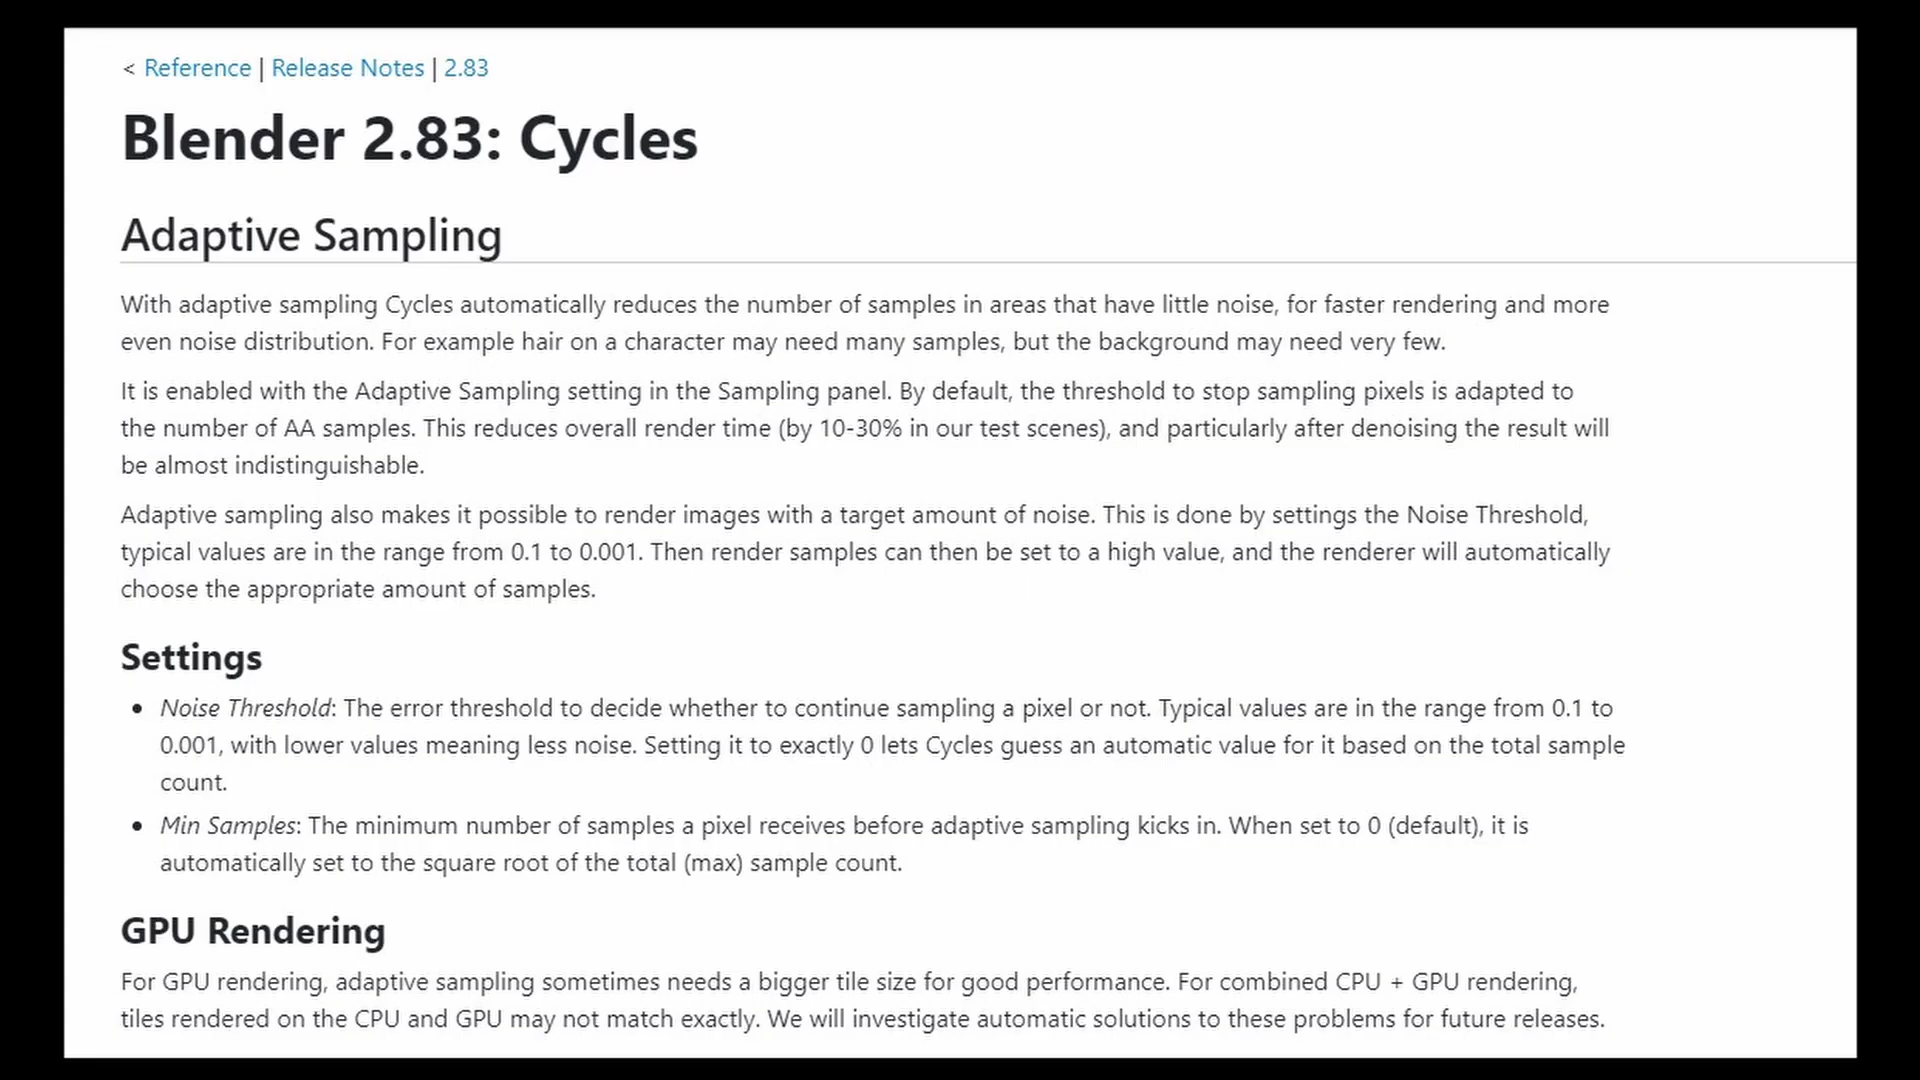 < Reference | Release Notes | 2.83
Blender 2.83: Cycles
Adaptive Sampling
With adaptive sampling Cycles automatically reduces the number of samples in areas that have little noise, for faster rendering and more
even noise distribution. For example hair on a character may need many samples, but the background may need very few.
It is enabled with the Adaptive Sampling setting in the Sampling panel. By default, the threshold to stop sampling pixels is adapted to
the number of AA samples. This reduces overall render time (by 10-30% in our test scenes), and particularly after denoising the result will
be almost indistinguishable.
Adaptive sampling also makes it possible to render images with a target amount of noise. This is done by settings the Noise Threshold,
typical values are in the range from 0.1 to 0.001. Then render samples can then be set to a high value, and the renderer will automatically
choose the appropriate amount of samples.
Settings
• Noise Threshold: The error threshold to decide whether to continue sampling a pixel or not. Typical values are in the range from 0.1 to
0.001, with lower values meaning less noise. Setting it to exactly 0 lets Cycles guess an automatic value for it based on the total sample
count.
• Min Samples: The minimum number of samples a pixel receives before adaptive sampling kicks in. When set to 0 (default), it is
automatically set to the square root of the total (max) sample count.
GPU Rendering
For GPU rendering, adaptive sampling sometimes needs a bigger tile size for good performance. For combined CPU + GPU rendering,
tiles rendered on the CPU and GPU may not match exactly. We will investigate automatic solutions to these problems for future releases.